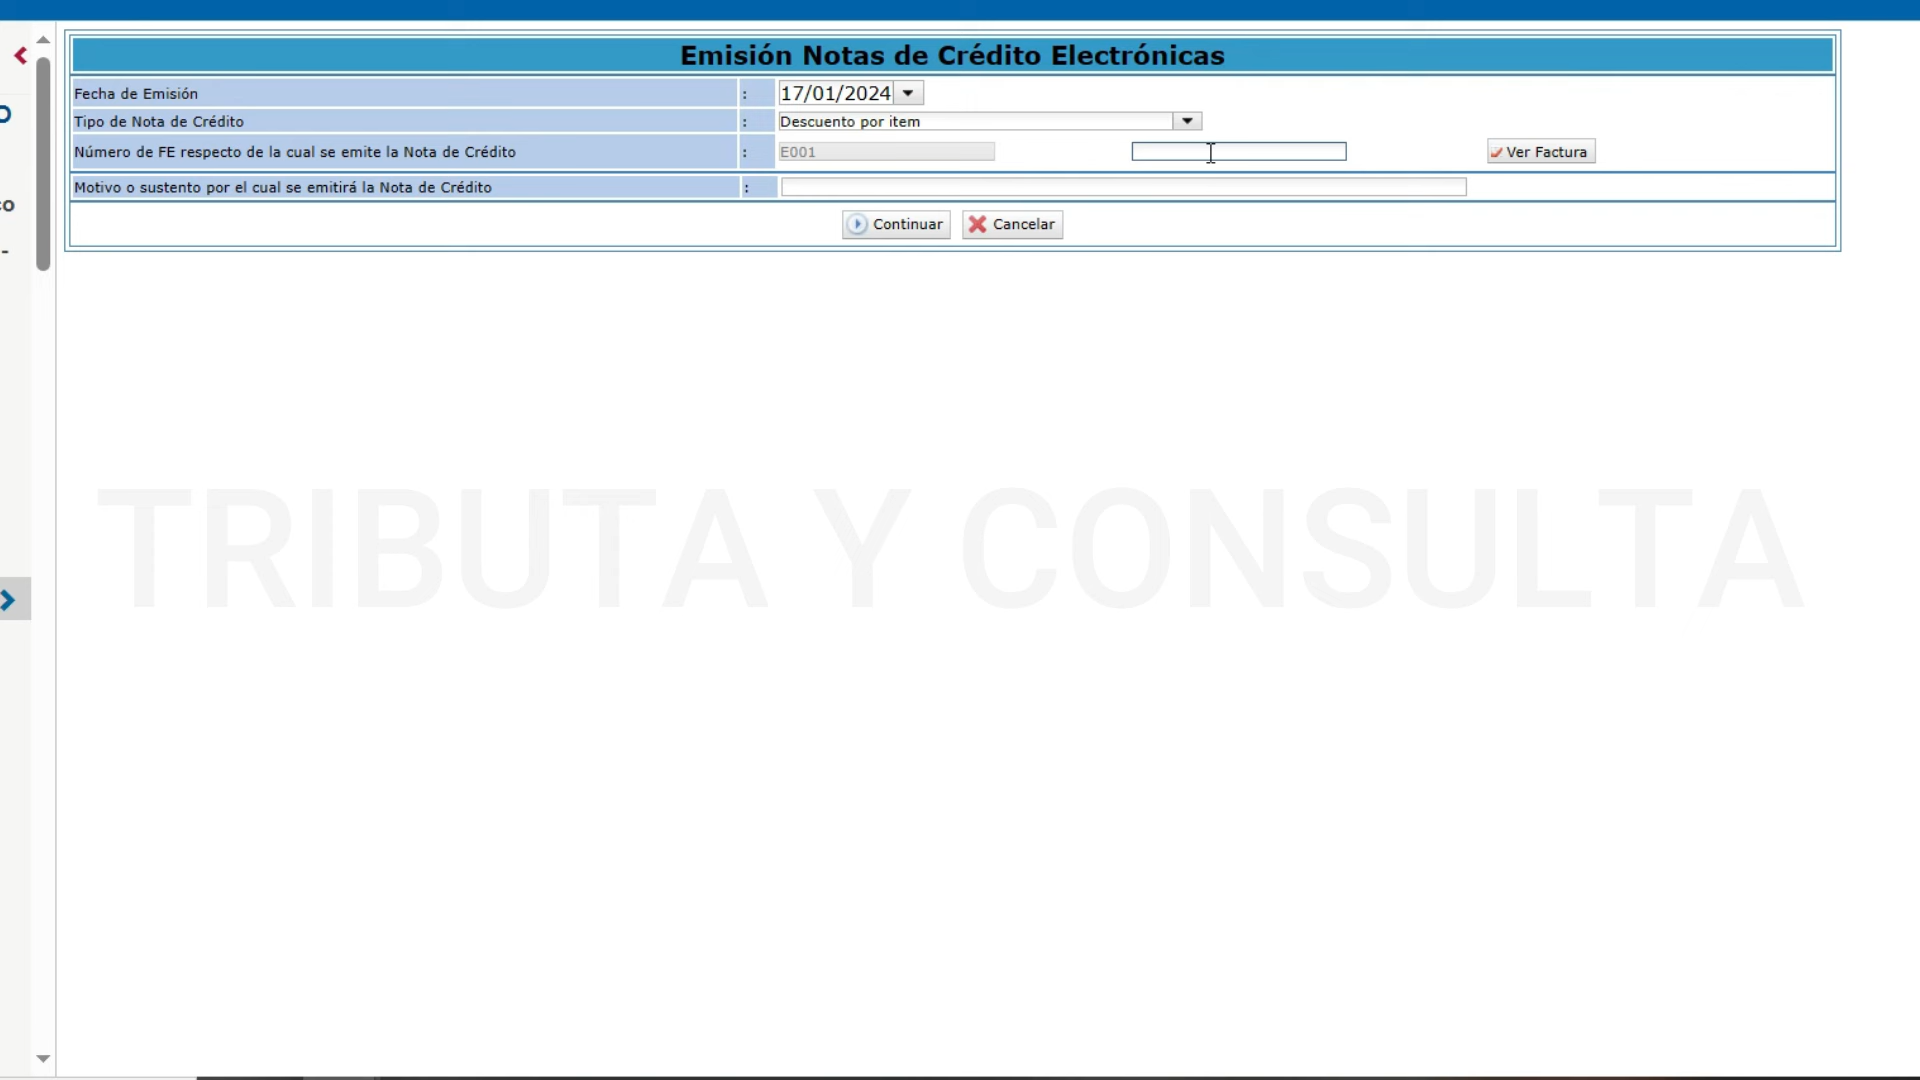 Emisión Notas de Crédito Electrónicas
Fecha de Emisión : 17/01/2024
Tipo de Nota de Crédito : Descuento por item
Número de FE respecto de la cual se emite la Nota de Crédito : E001 Ver Factura
Motivo o sustento por el cual se emitirá la Nota de Crédito :
Continuar Cancelar
TRIBUTA Y CONSULTA